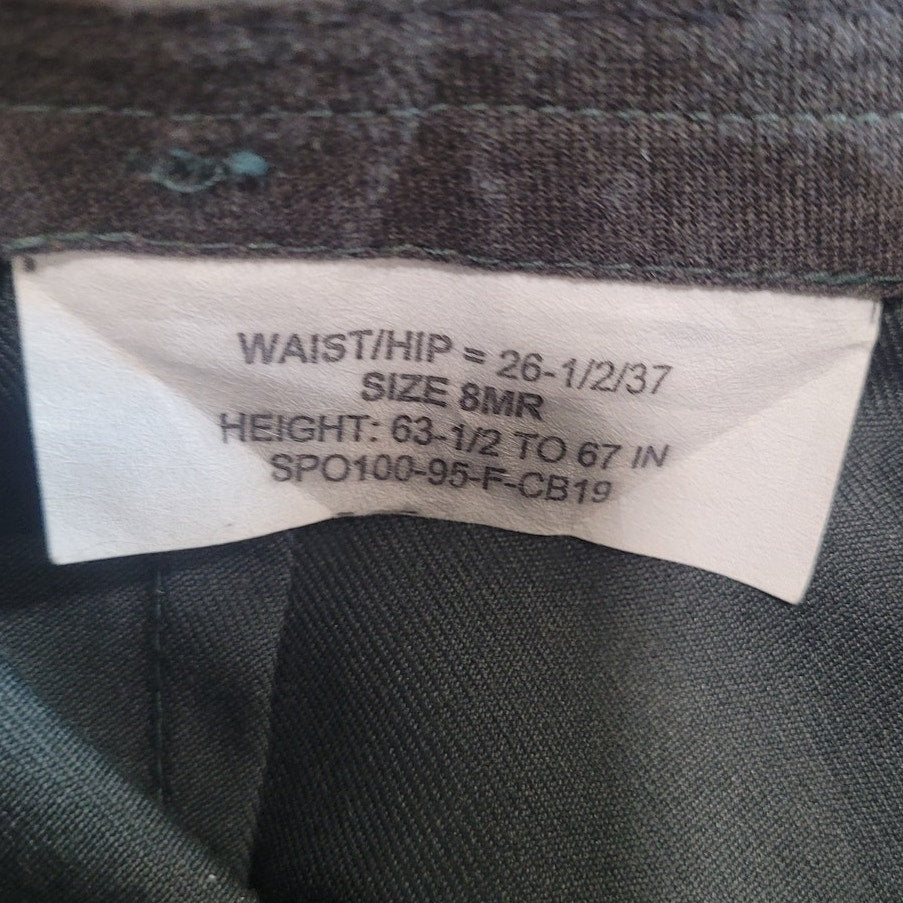 WAIST/HIP = 26-1/2/37
SIZE 8MR
HEIGHT: 63-1/2 TO 67 IN
SPO100-95-F-CB19